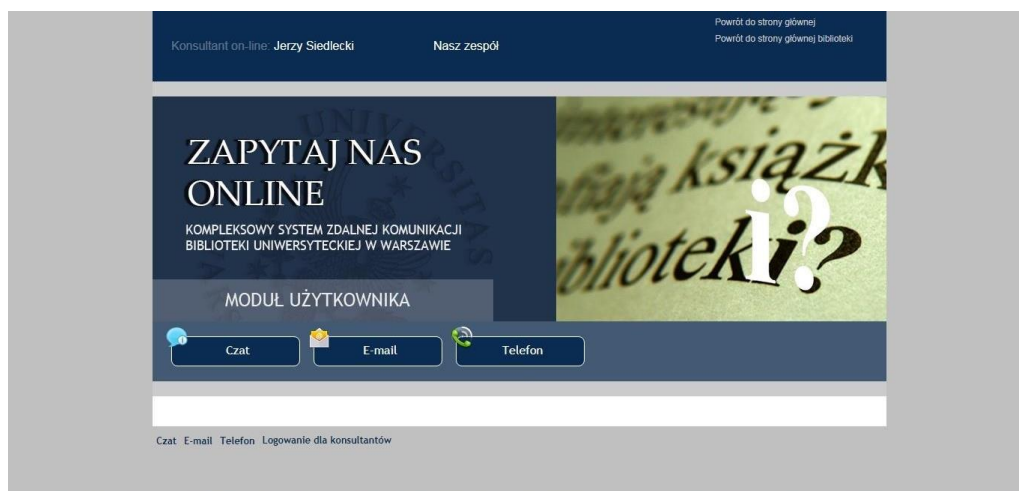 Powrót do strony głównej
Konsultant on-line: Jerzy Siedlecki Nasz zespół Powrót do strony głównej biblioteki
UNIVERSITAS
ZAPYTAJ NAS
ONLINE
KOMPLEKSOWY SYSTEM ZDALNEJ KOMUNIKACJI
BIBLIOTEKI UNIWERSYTECKIEJ W WARSZAWIE
MODUŁ UŻYTKOWNIKA
książk
biblioteki?
i?
Czat E-mail Telefon
Czat E-mail Telefon Logowanie dla konsultantów